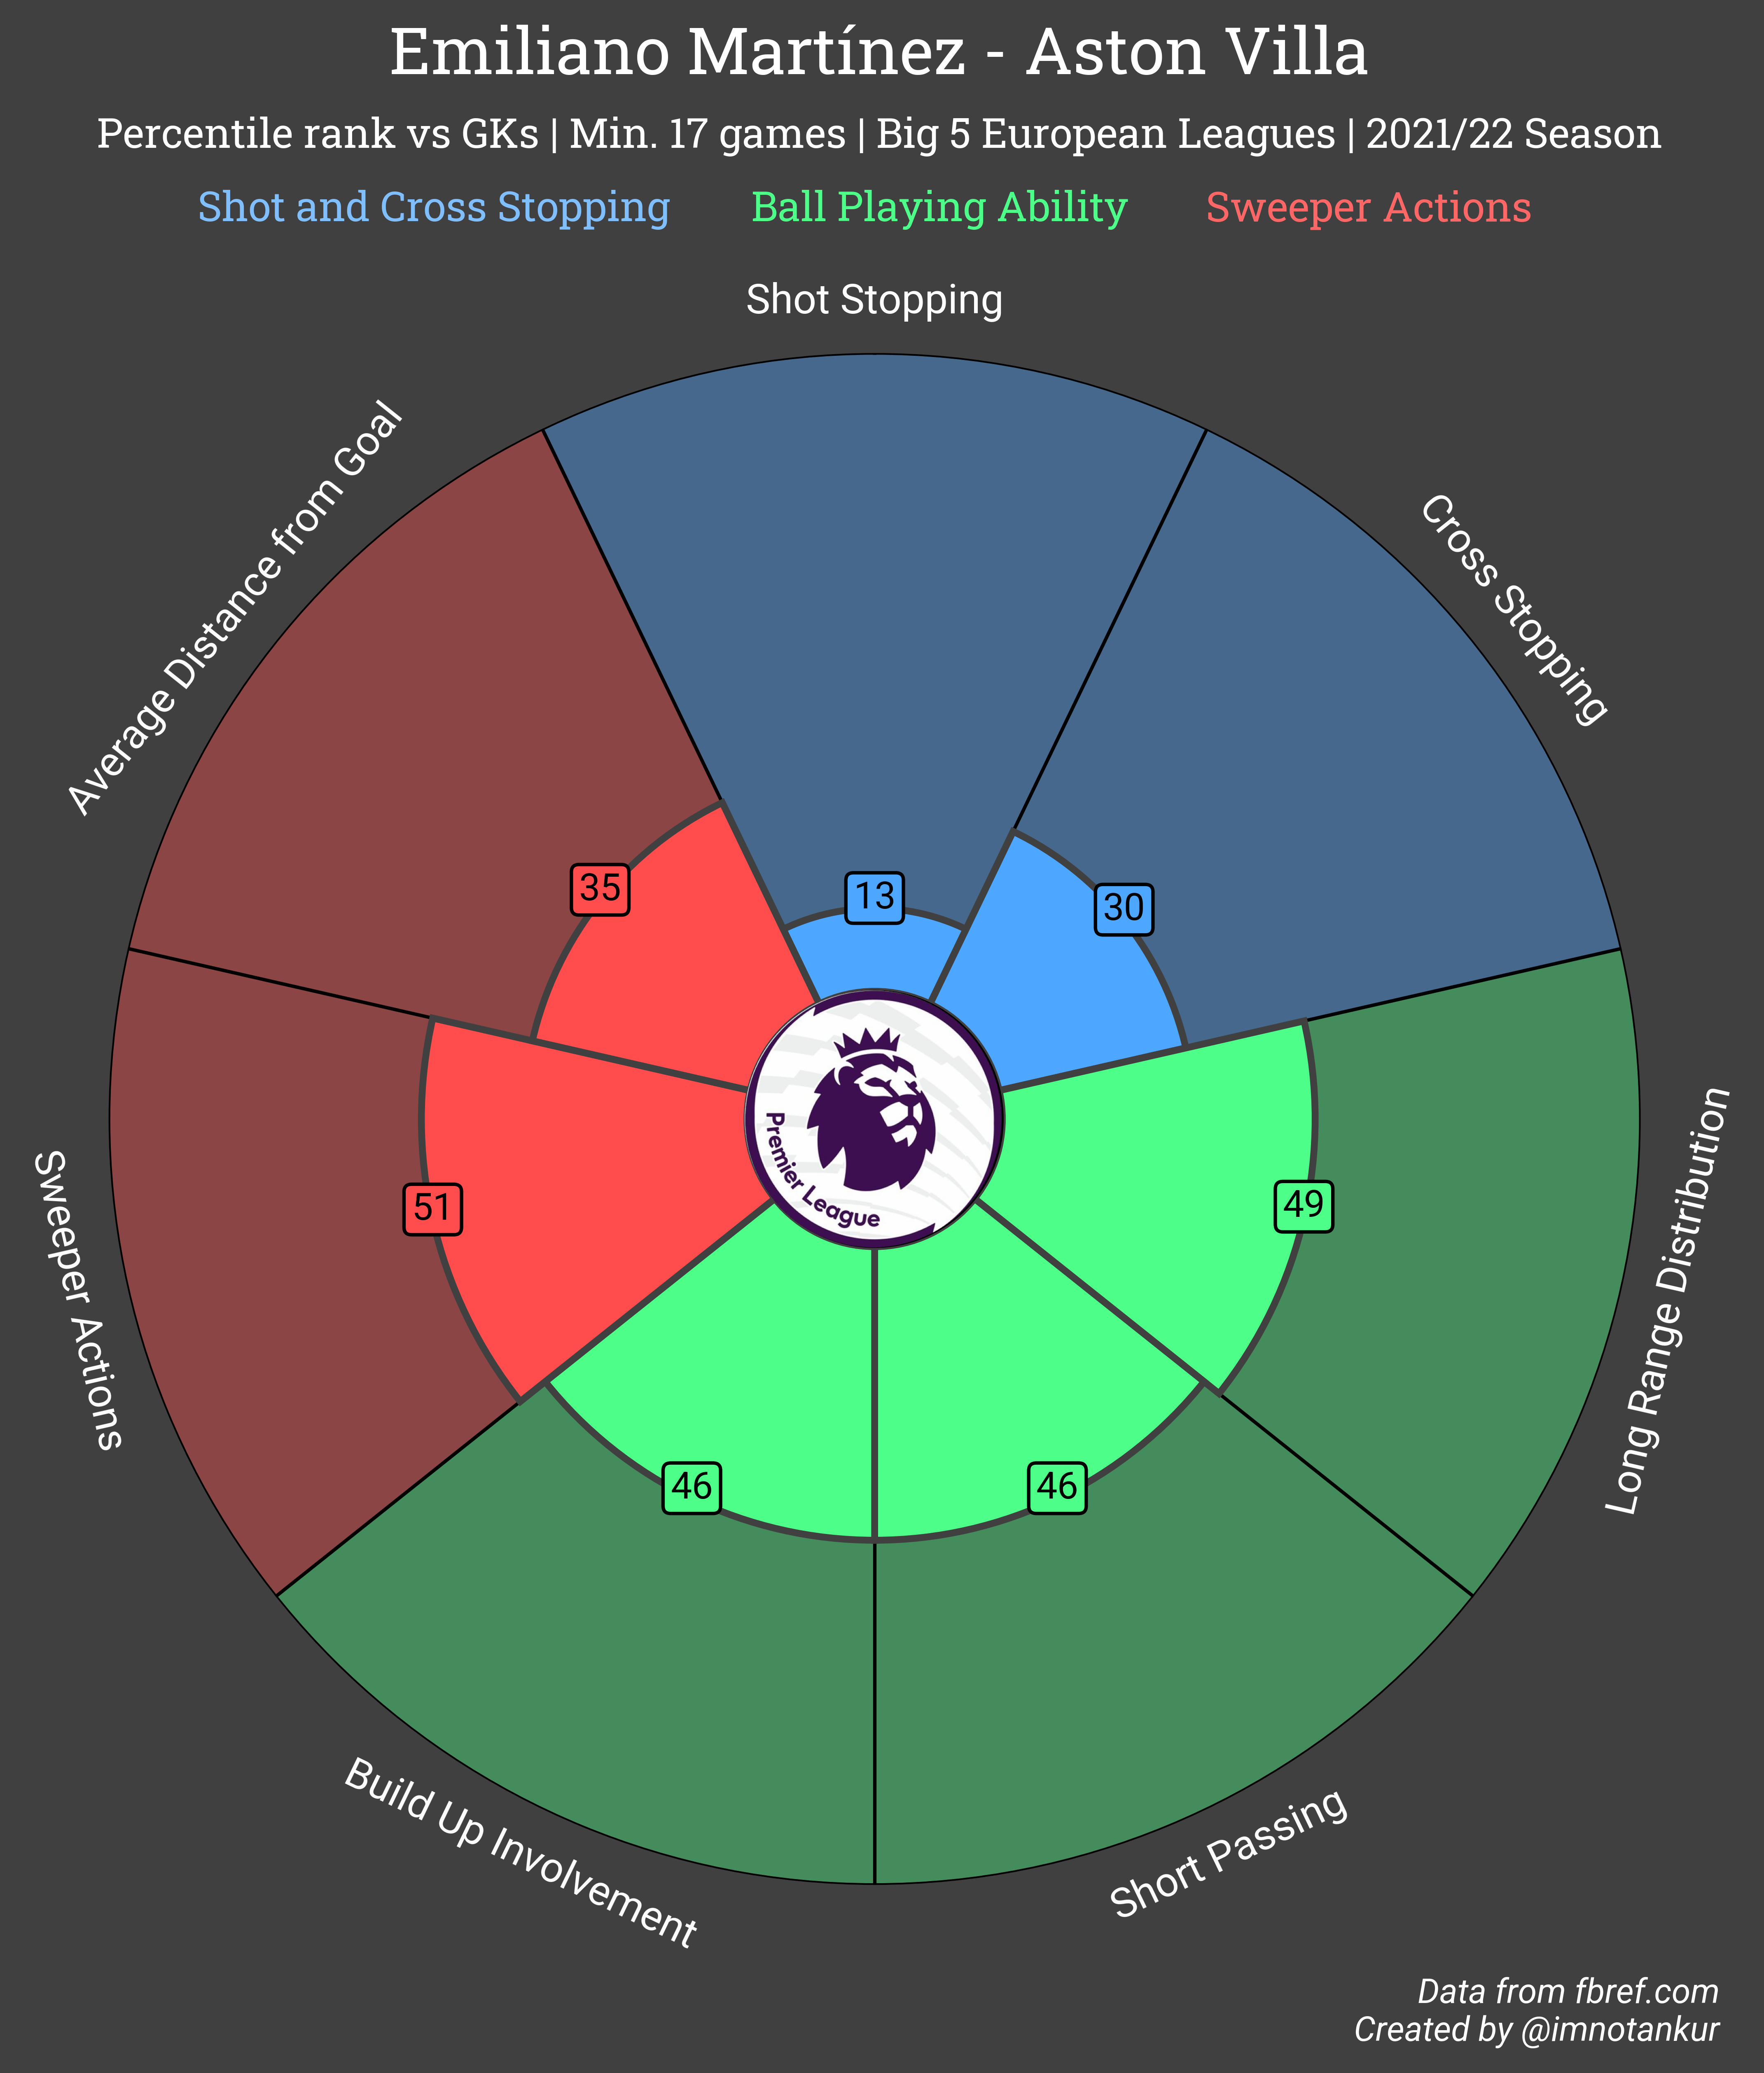 Emiliano Martínez - Aston Villa
Percentile rank vs GKs | Min. 17 games | Big 5 European Leagues | 2021/22 Season
Shot and Cross Stopping Ball Playing Ability Sweeper Actions
Shot Stopping
Average Distance from Goal
Cross Stopping
35
13
30
Premier League
Sweeper Actions
51
49
Long Range Distribution
46
46
Build Up Involvement
Short Passing
Data from fbref.com
Created by @imnotankur